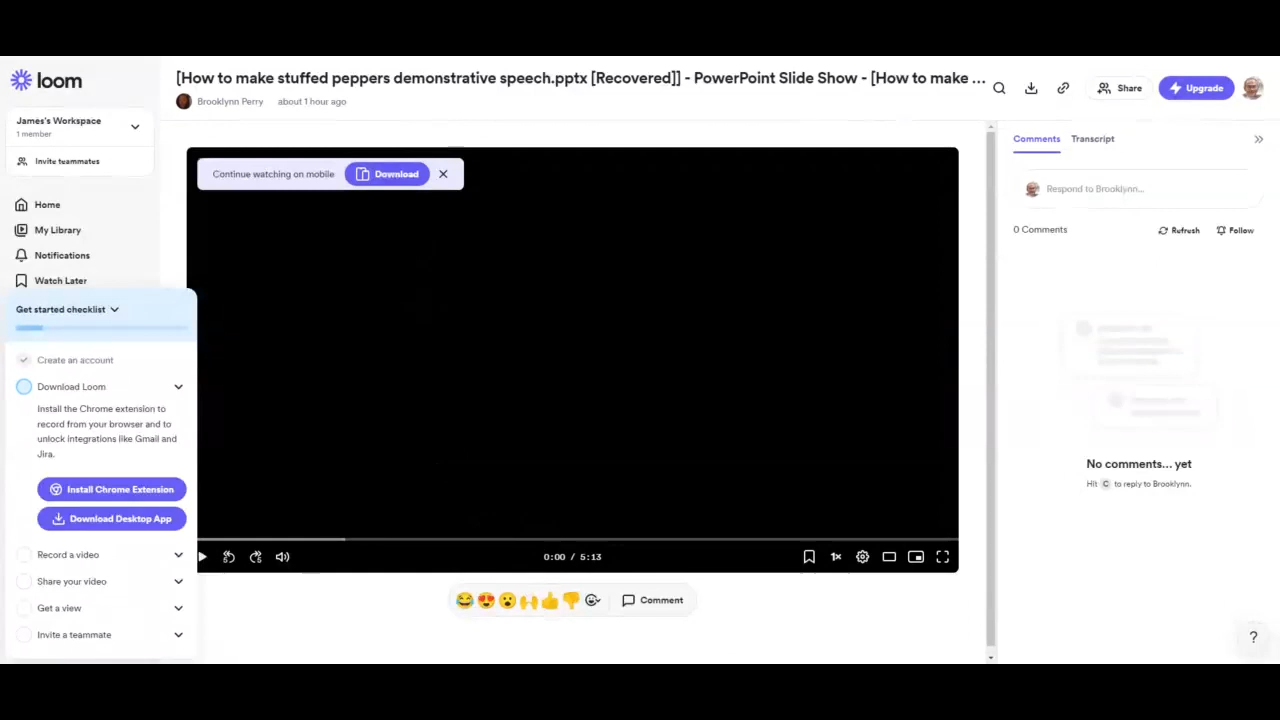 loom
James's Workspace
1 member
Invite teammates
Home
My Library
Notifications
Watch Later
Get started checklist
Create an account
Download Loom
Install the Chrome extension to
record from your browser and to
unlock integrations like Gmail and
Jira.
Install Chrome Extension
Download Desktop App
Record a video
Share your video
Get a view
Invite a teammate
[How to make stuffed peppers demonstrative speech.pptx [Recovered]] - PowerPoint Slide Show - [How to make ...
Brooklynn Perry about 1 hour ago
Share
Upgrade
Continue watching on mobile Download
5 5
0:00 / 5:13
1×
Comment
Comments Transcript
Respond to Brooklynn...
0 Comments Refresh Follow
No comments... yet
Hit C to reply to Brooklynn.
?